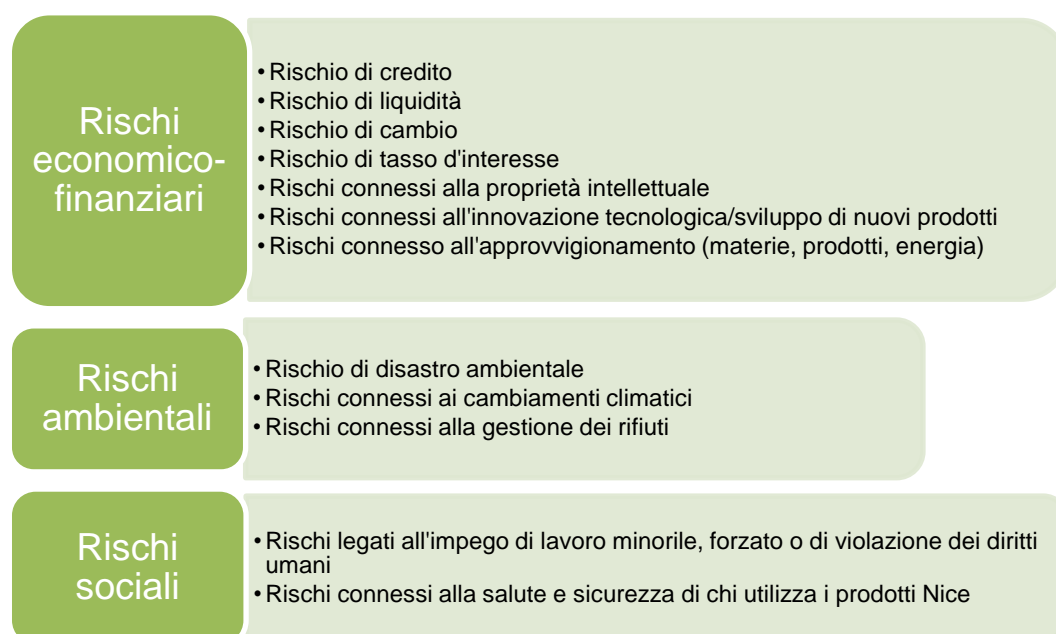 Rischi
economico-
finanziari
• Rischio di credito
• Rischio di liquidità
• Rischio di cambio
• Rischio di tasso d'interesse
• Rischi connessi alla proprietà intellettuale
• Rischi connessi all'innovazione tecnologica/sviluppo di nuovi prodotti
• Rischi connesso all'approvvigionamento (materie, prodotti, energia)
Rischi
ambientali
• Rischio di disastro ambientale
• Rischi connessi ai cambiamenti climatici
• Rischi connessi alla gestione dei rifiuti
Rischi
sociali
• Rischi legati all'impego di lavoro minorile, forzato o di violazione dei diritti
umani
• Rischi connessi alla salute e sicurezza di chi utilizza i prodotti Nice